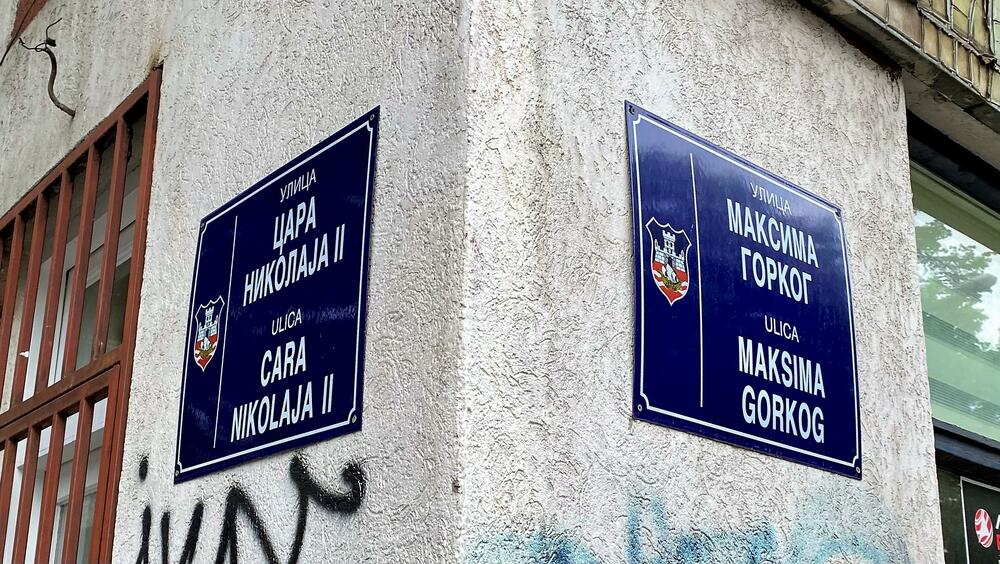 УЛИЦА
ЦАРА
НИКОЛАЈА II
ULICA
CARA
NIKOLAJA II
УЛИЦА
МАКСИМА
ГОРКОГ
ULICA
MAKSIMA
GORKOG